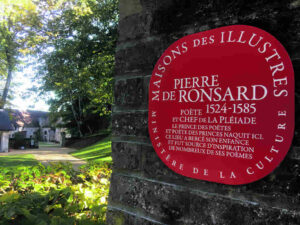 MAISONS DES ILLUSTRES
PIERRE
DE RONSARD
1524-1585
POÈTE
ET CHEF DE LA PLÉIADE
LE PRINCE DES POÈTES
ET POÈTE DES PRINCES NAQUIT ICI,
CE LIEU A BERCÉ SON ENFANCE
ET FUT SOURCE D'INSPIRATION
DE NOMBREUX DE SES POÈMES
MINISTÈRE DE LA CULTURE